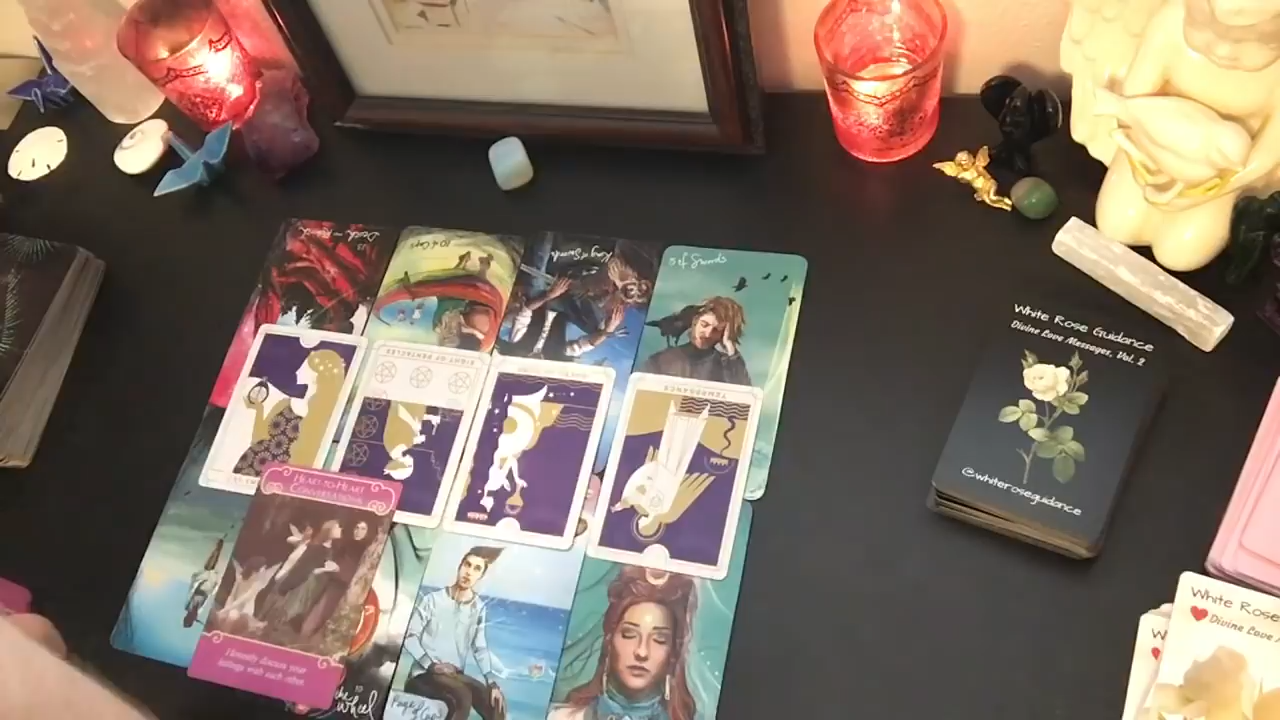 10 of Cups
King of Swords
5 of Swords
EIGHT OF PENTACLES
TEMPERANCE
HEART-TO-HEART
CONVERSATIONS
Honestly discuss your
feelings with each other.
the 10
WHEEL
Page of Cups
White Rose Guidance
Divine Love Messages, Vol. 2
@whiteroseguidance
White Rose
Divine Love
W